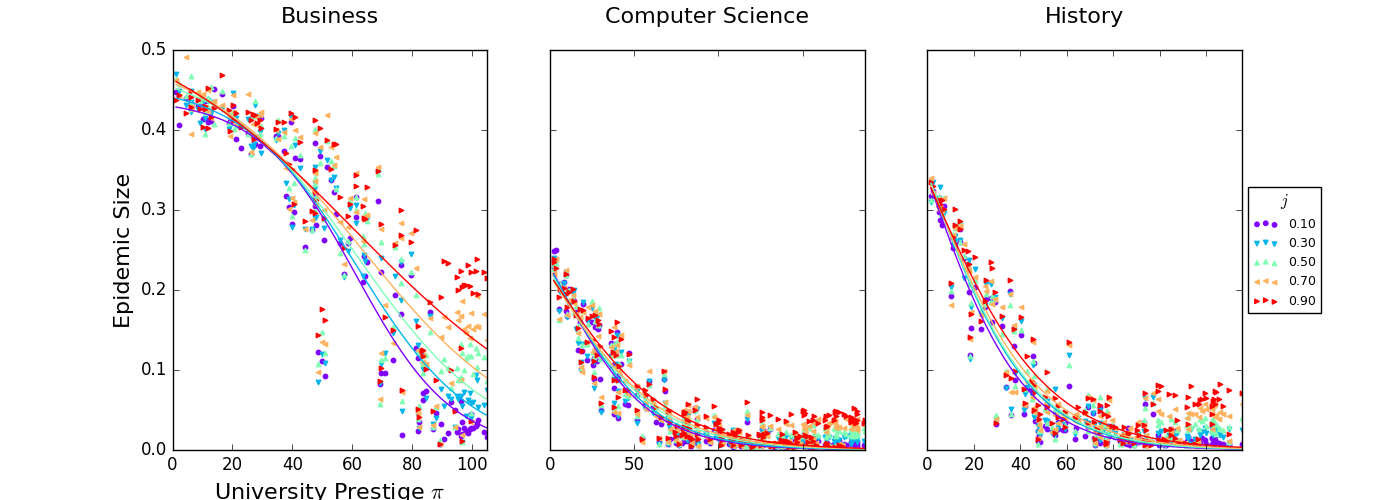 Business
Computer Science
History
Epidemic Size
0.5
0.4
0.3
0.2
0.1
0.0
0 20 40 60 80 100
0 50 100 150
0 20 40 60 80 100 120
University Prestige π
j
0.10
0.30
0.50
0.70
0.90